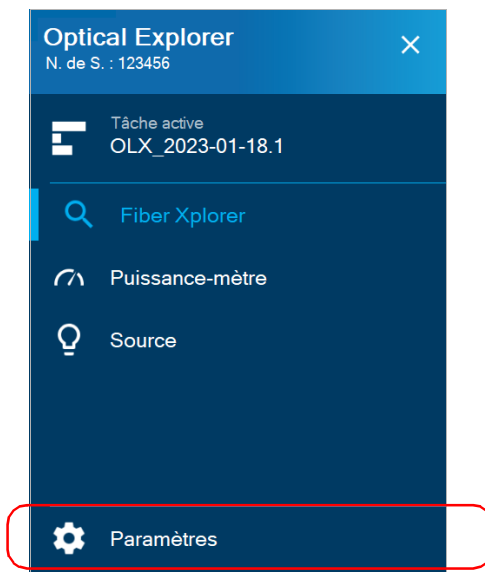 Optical Explorer
N. de S. : 123456
Tâche active
OLX_2023-01-18.1
Fiber Xplorer
Puissance-mètre
Source
Paramètres